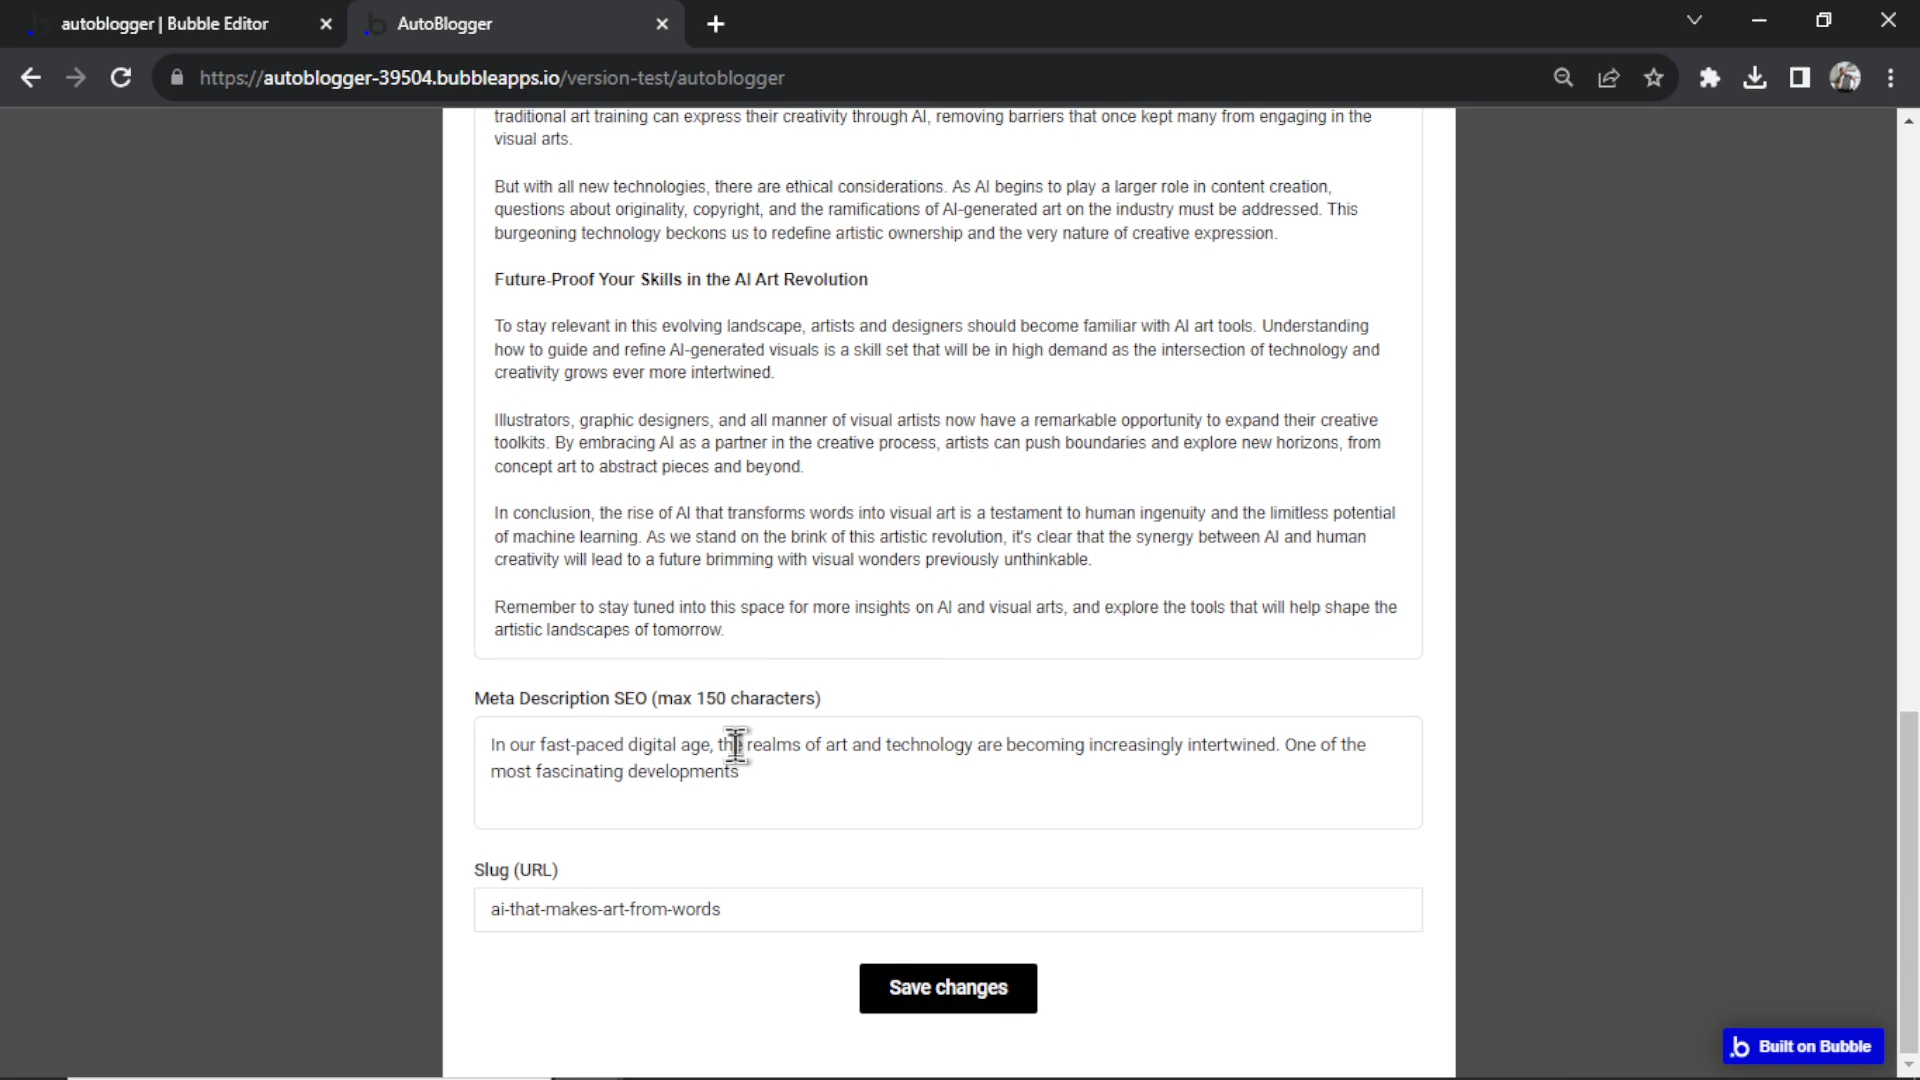 autoblogger | Bubble Editor
AutoBlogger
https://autoblogger-39504.bubbleapps.io/version-test/autoblogger
traditional art training can express their creativity through AI, removing barriers that once kept many from engaging in the
visual arts.
But with all new technologies, there are ethical considerations. As AI begins to play a larger role in content creation,
questions about originality, copyright, and the ramifications of AI-generated art on the industry must be addressed. This
burgeoning technology beckons us to redefine artistic ownership and the very nature of creative expression.
Future-Proof Your Skills in the AI Art Revolution
To stay relevant in this evolving landscape, artists and designers should become familiar with AI art tools. Understanding
how to guide and refine AI-generated visuals is a skill set that will be in high demand as the intersection of technology and
creativity grows ever more intertwined.
Illustrators, graphic designers, and all manner of visual artists now have a remarkable opportunity to expand their creative
toolkits. By embracing AI as a partner in the creative process, artists can push boundaries and explore new horizons, from
concept art to abstract pieces and beyond.
In conclusion, the rise of AI that transforms words into visual art is a testament to human ingenuity and the limitless potential
of machine learning. As we stand on the brink of this artistic revolution, it's clear that the synergy between AI and human
creativity will lead to a future brimming with visual wonders previously unthinkable.
Remember to stay tuned into this space for more insights on AI and visual arts, and explore the tools that will help shape the
artistic landscapes of tomorrow.
Meta Description SEO (max 150 characters)
In our fast-paced digital age, the realms of art and technology are becoming increasingly intertwined. One of the
most fascinating developments
Slug (URL)
ai-that-makes-art-from-words
Save changes
b Built on Bubble